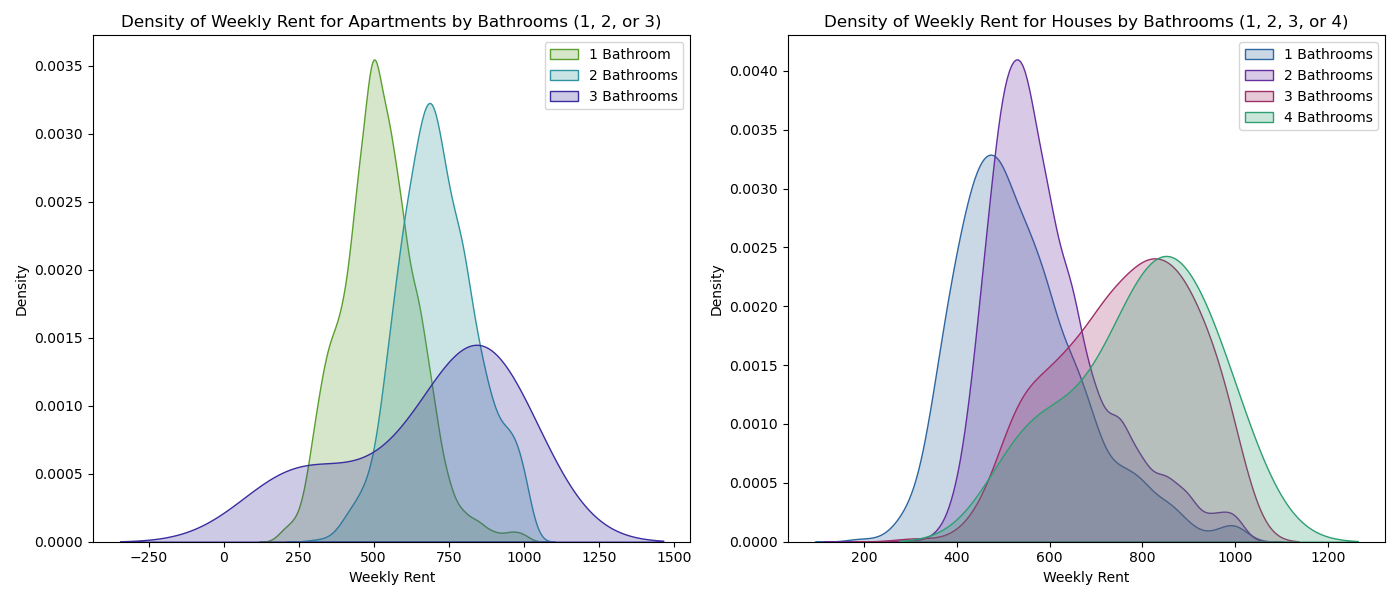 Density of Weekly Rent for Apartments by Bathrooms (1, 2, or 3)
1 Bathroom
2 Bathrooms
3 Bathrooms
0.0035
0.0030
0.0025
0.0020
0.0015
0.0010
0.0005
0.0000
Density
−250
0
250
500
750
1000
1250
1500
Weekly Rent
Density of Weekly Rent for Houses by Bathrooms (1, 2, 3, or 4)
1 Bathrooms
2 Bathrooms
3 Bathrooms
4 Bathrooms
0.0040
0.0035
0.0030
0.0025
0.0020
0.0015
0.0010
0.0005
0.0000
Density
200
400
600
800
1000
1200
Weekly Rent